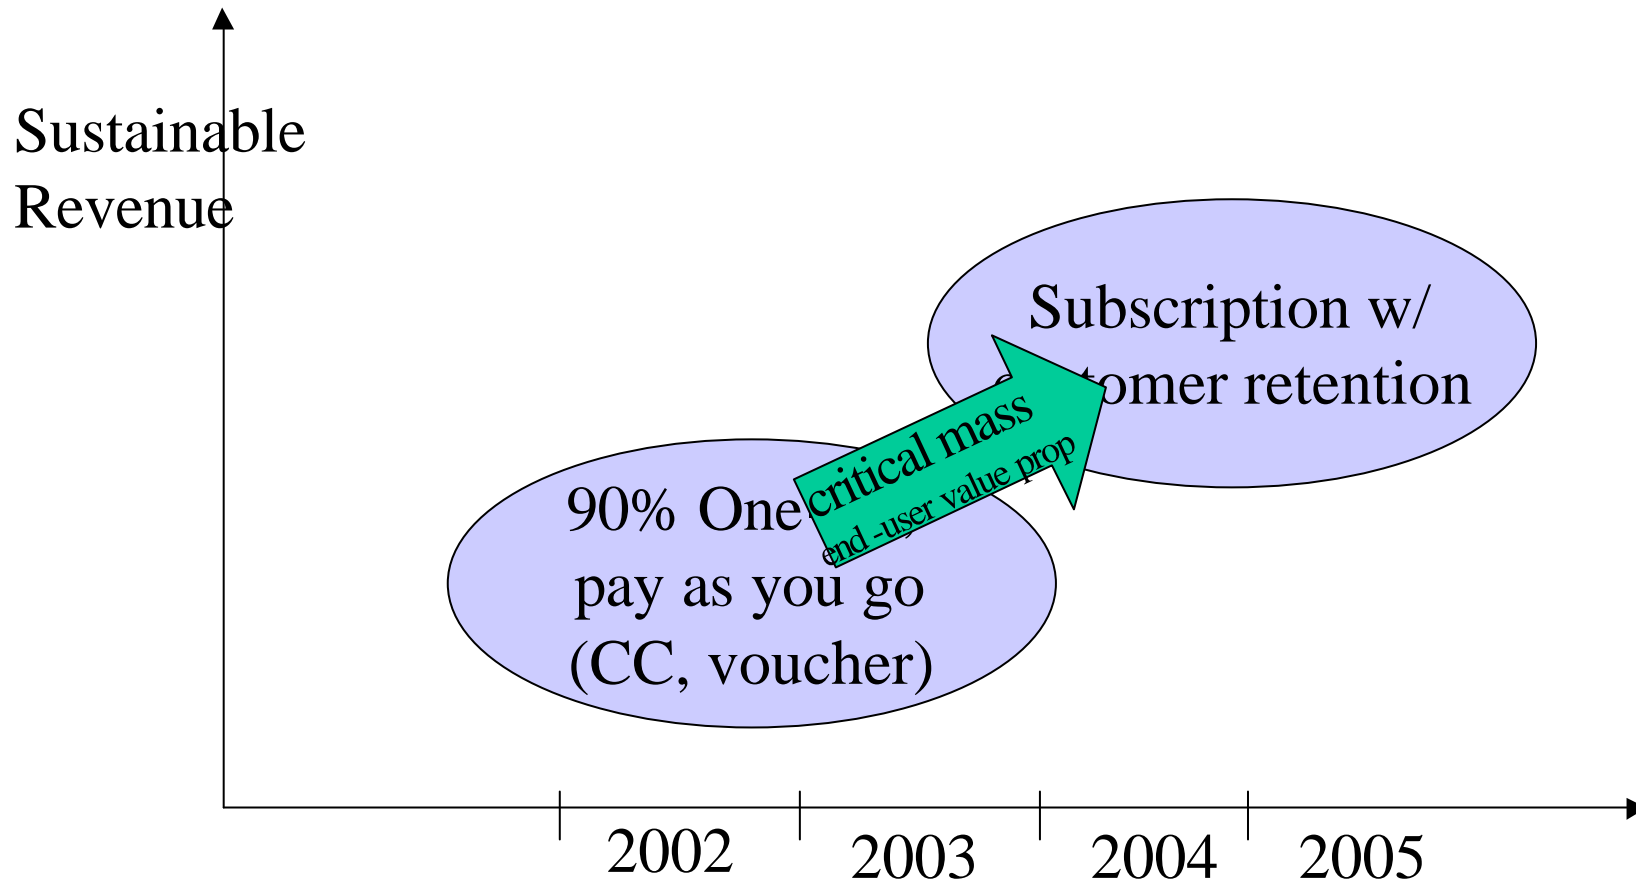 Sustainable
Revenue
Subscription w/
customer retention
critical mass
end -user value prop
90% One
pay as you go
(CC, voucher)
2002
2003
2004
2005